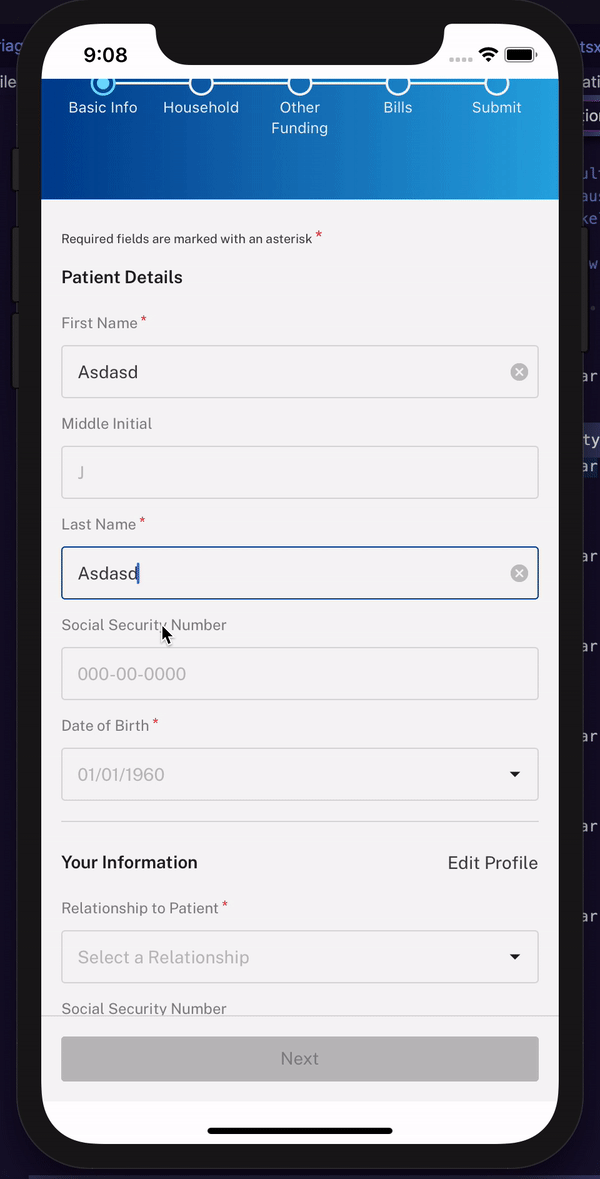 9:08
Basic Info
Household
Other
Funding
Bills
Submit
Required fields are marked with an asterisk *
Patient Details
First Name *
Asdasd
Middle Initial
J
Last Name *
Asdasd
Social Security Number
000-00-0000
Date of Birth *
01/01/1960
Your Information
Edit Profile
Relationship to Patient *
Select a Relationship
Social Security Number
Next